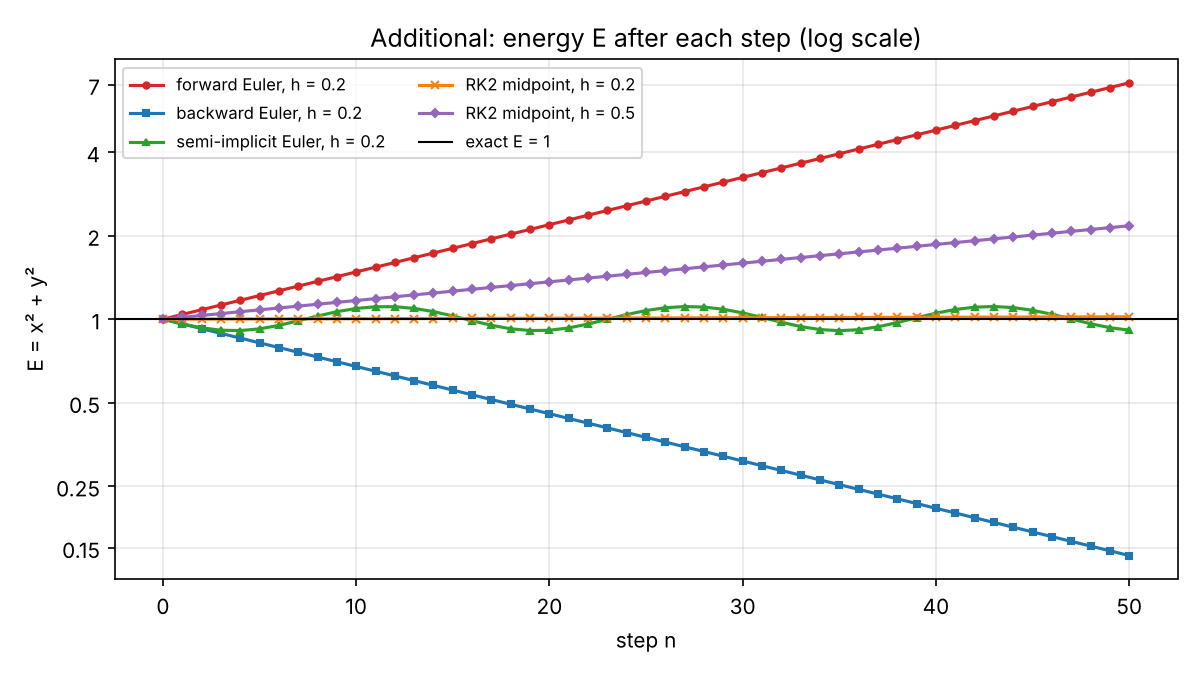 Additional: energy E after each step (log scale)
forward Euler, h = 0.2
backward Euler, h = 0.2
semi-implicit Euler, h = 0.2
RK2 midpoint, h = 0.2
RK2 midpoint, h = 0.5
exact E = 1
E = x² + y²
7
4
2
1
0.5
0.25
0.15
0 10 20 30 40 50
step n